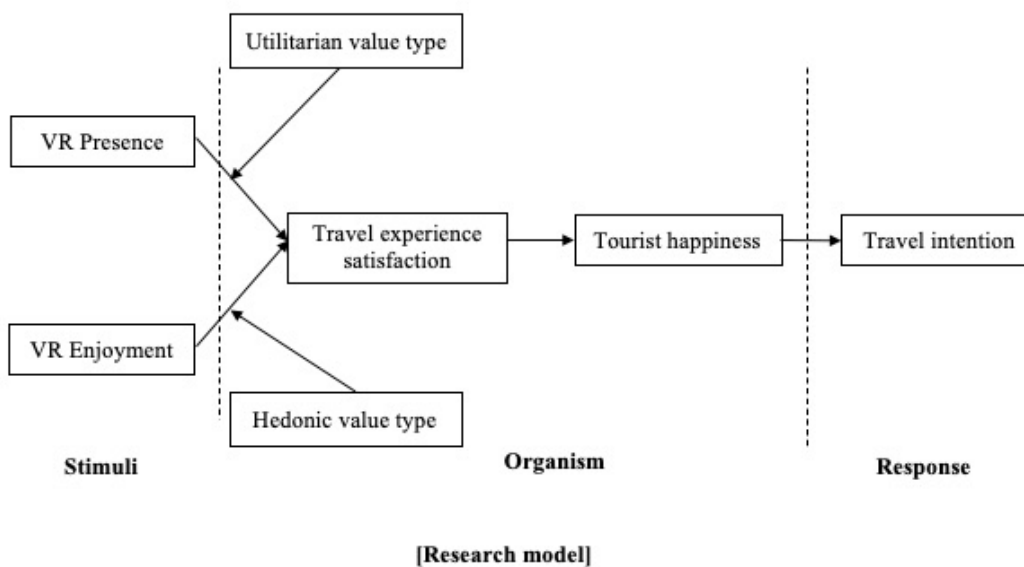 Utilitarian value type
VR Presence
Travel experience
satisfaction
Tourist happiness
Travel intention
VR Enjoyment
Hedonic value type
Stimuli
Organism
Response
[Research model]